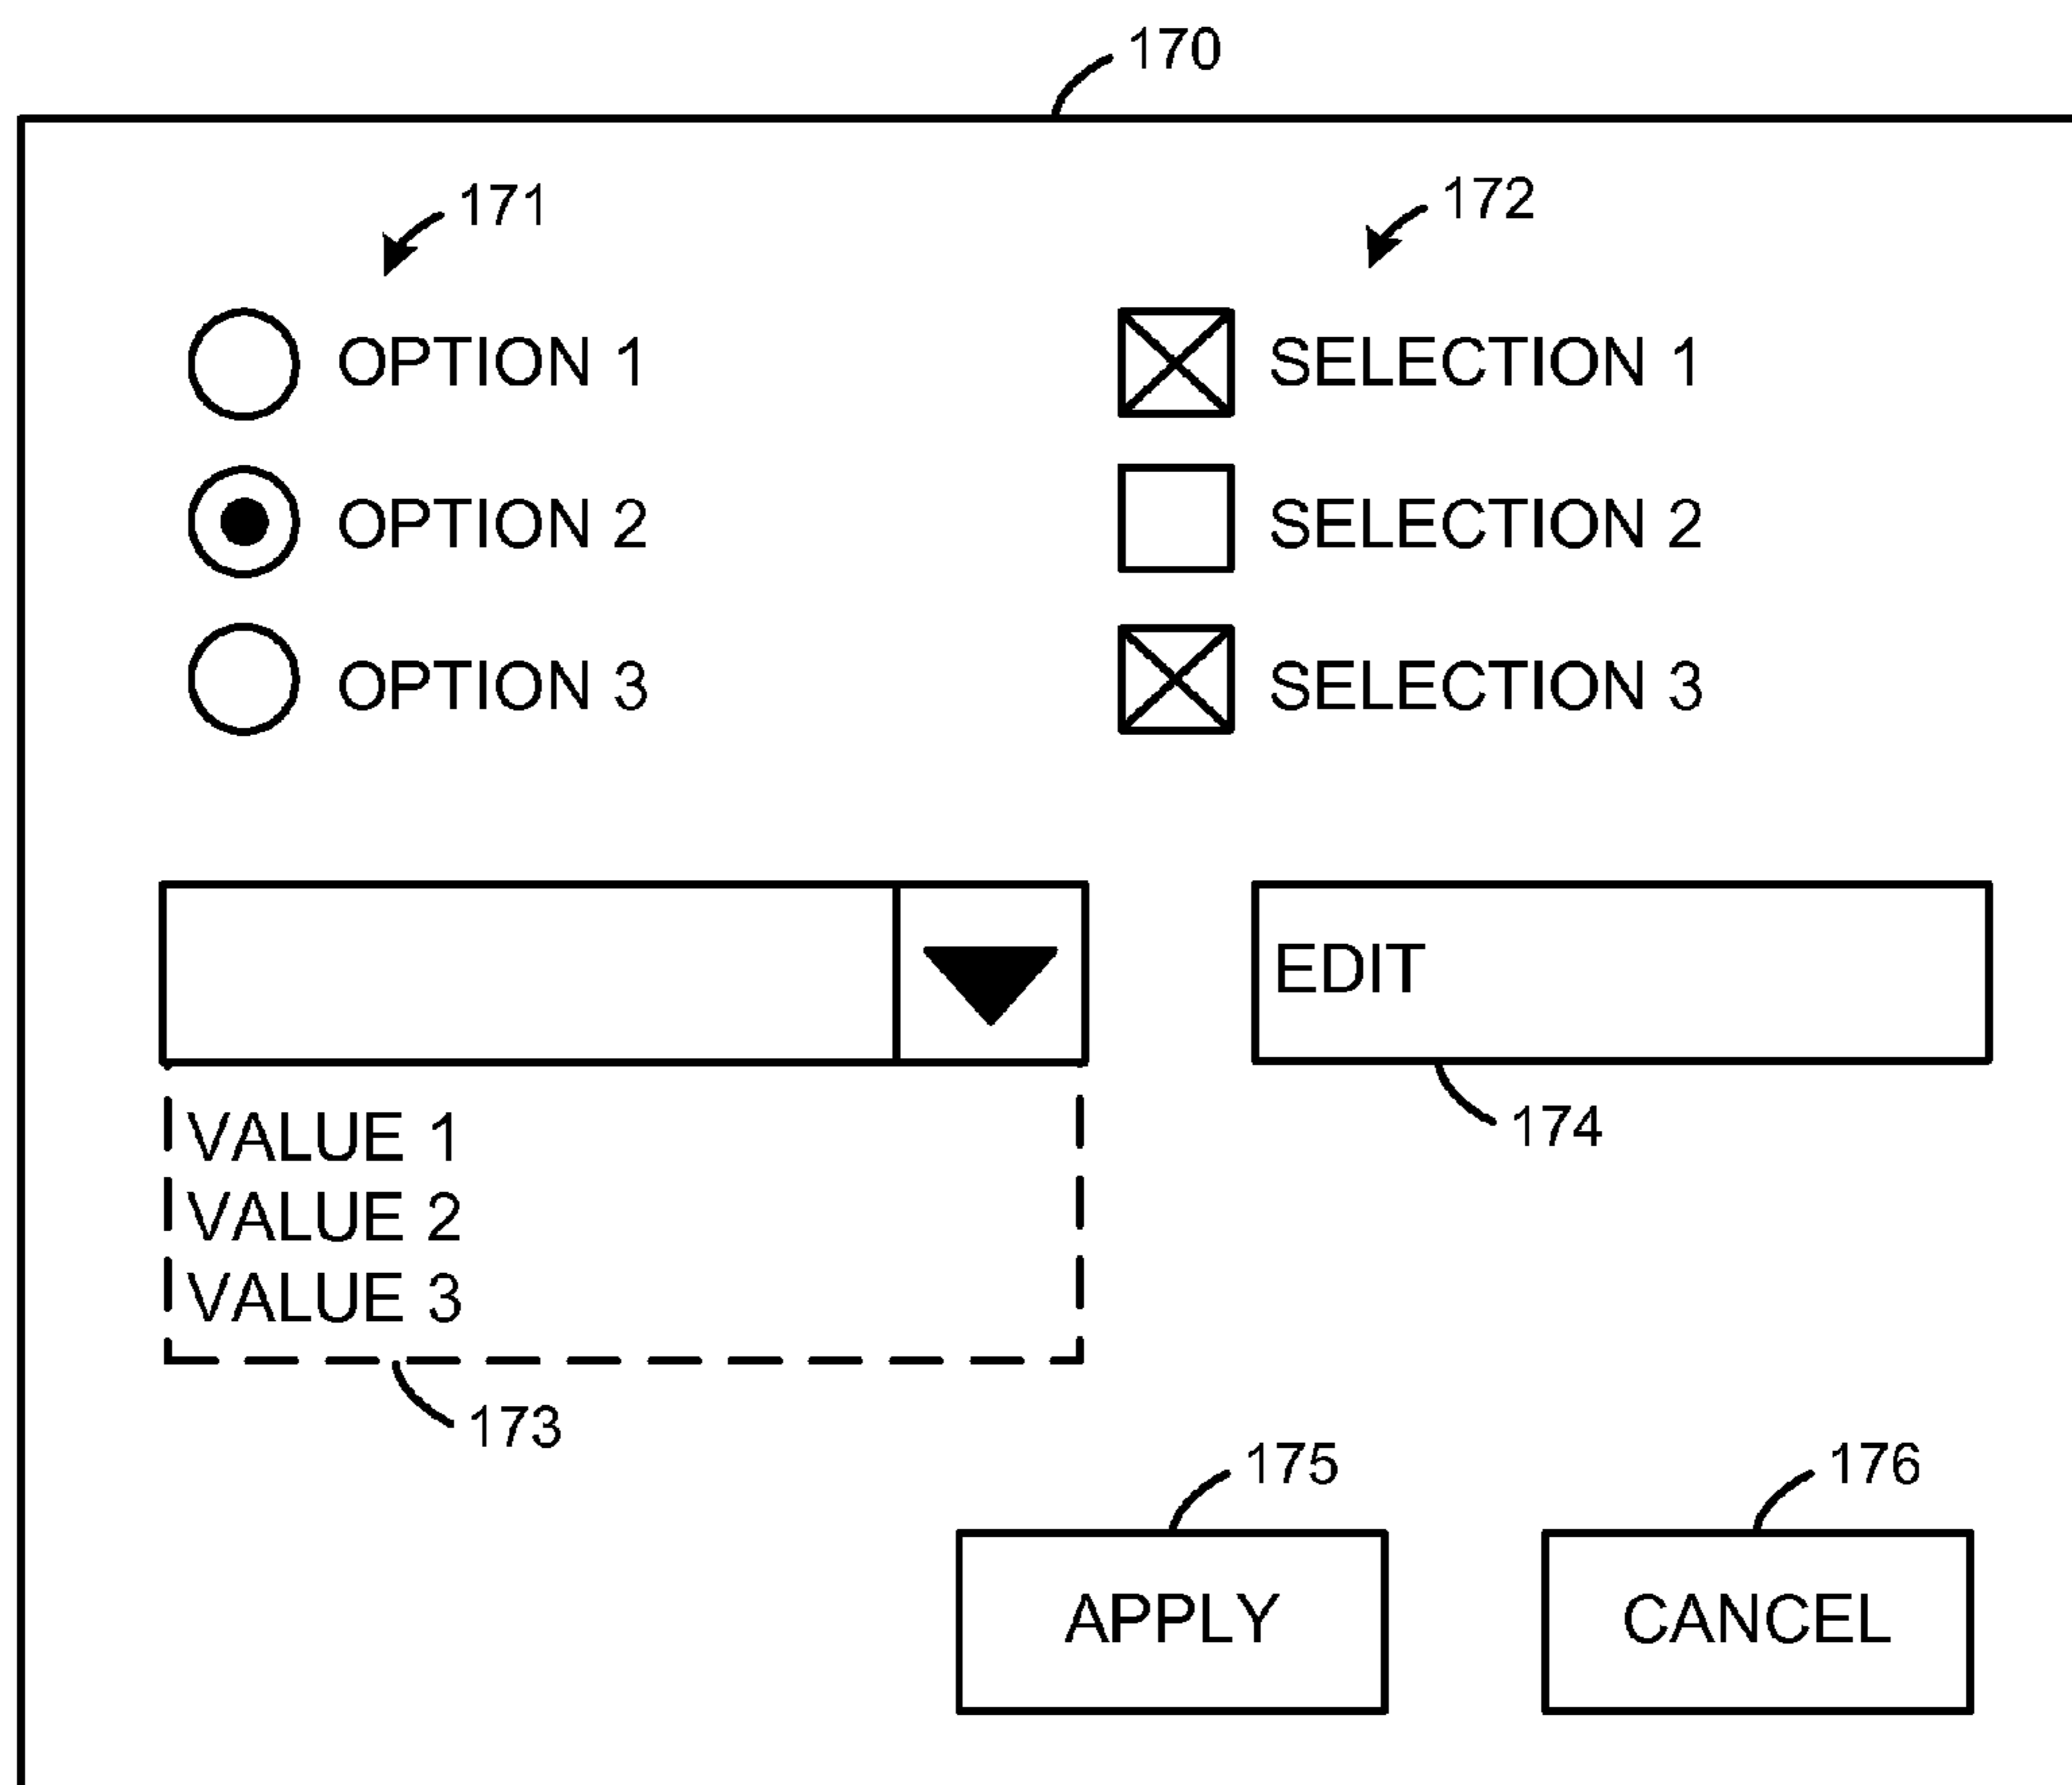 170
171
172
OPTION 1
SELECTION 1
OPTION 2
SELECTION 2
OPTION 3
SELECTION 3
EDIT
174
VALUE 1
VALUE 2
VALUE 3
173
175
176
APPLY
CANCEL